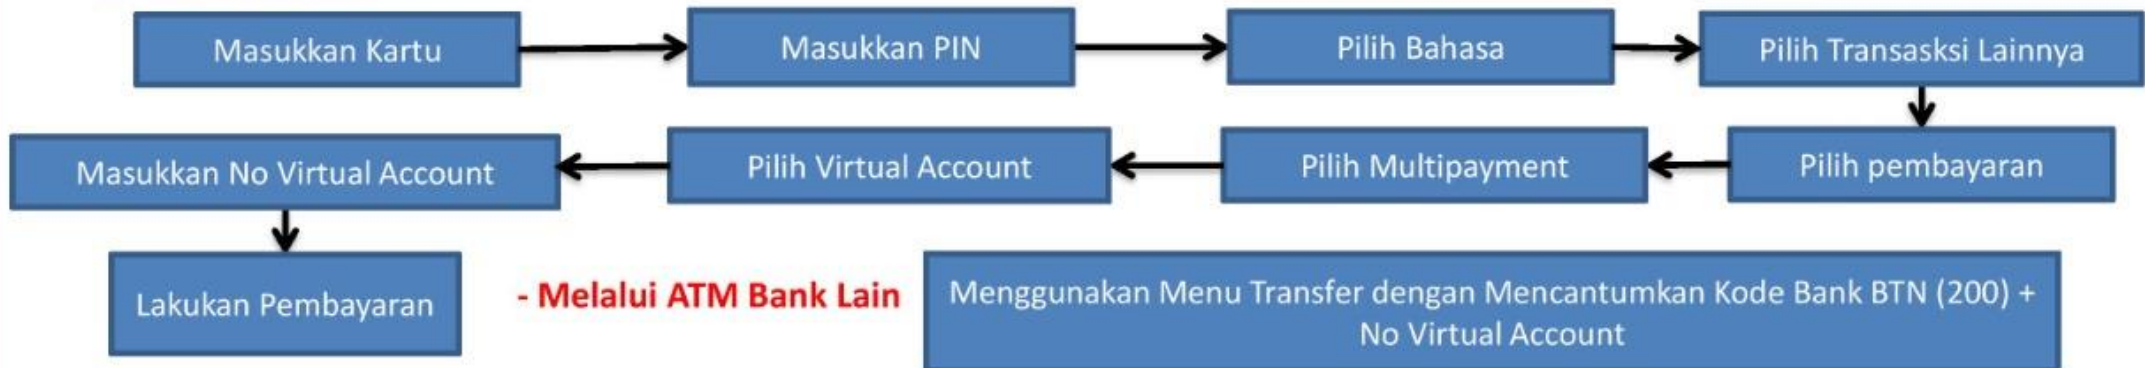 Masukkan Kartu
Masukkan PIN
Pilih Bahasa
Pilih Transasksi Lainnya
Pilih pembayaran
Pilih Multipayment
Pilih Virtual Account
Masukkan No Virtual Account
Lakukan Pembayaran
- Melalui ATM Bank Lain
Menggunakan Menu Transfer dengan Mencantumkan Kode Bank BTN (200) +
No Virtual Account